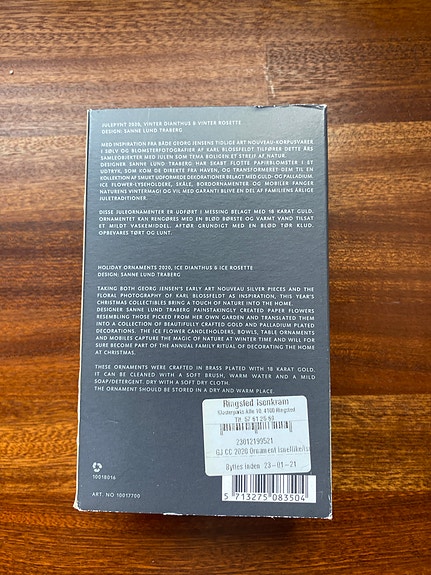 JULEPYNT 2020, VINTER DIANTHUS & VINTER ROSETTE
DESIGN: SANNE LUND TRABERG
MED INSPIRATION FRA BÅDE GEORG JENSENS TIDLIGE ART NOUVEAU-KORPUSVARER
I SØLV OG BLOMSTERFOTOGRAFIER AF KARL BLOSSFELDT TILFØRER DETTE ÅRS
SAMLEOBJEKTER MED JULEN SOM TEMA BOLIGEN ET STREJF AF NATUR.
DESIGNER SANNE LUND TRABERG HAR SKABT FLOTTE PAPIRBLOMSTER I ET
UDTRYK, SOM KOM DE DIREKTE FRA HAVEN, OG TRANSFORMERET DEM TIL EN
KOLLEKTION AF SMUKT UDFORMEDE DEKORATIONER BELAGT MED GULD- OG PALLADIUM.
ICE FLOWER-LYSEHOLDERE, SKÅLE, BORDORNAMENTER OG MOBILER FANGER
NATURENS VINTERMAGI OG VIL MED GARANTI BLIVE EN DEL AF FAMILIENS ÅRLIGE
JULETRADITIONER.
DISSE JULEORNAMENTER ER UDFØRT I MESSING BELAGT MED 18 KARAT GULD.
ORNAMENTET KAN RENGØRES MED EN BLØD BØRSTE OG VARMT VAND TILSAT
ET MILDT VASKEMIDDEL. AFTØR GRUNDIGT MED EN BLØD TØR KLUD.
OPBEVARES TØRT OG LUNT.
HOLIDAY ORNAMENTS 2020, ICE DIANTHUS & ICE ROSETTE
DESIGN: SANNE LUND TRABERG
TAKING BOTH GEORG JENSEN'S EARLY ART NOUVEAU SILVER PIECES AND THE
FLORAL PHOTOGRAPHY OF KARL BLOSSFELDT AS INSPIRATION, THIS YEAR'S
CHRISTMAS COLLECTIBLES BRING A TOUCH OF NATURE INTO THE HOME.
DESIGNER SANNE LUND TRABERG PAINSTAKINGLY CREATED PAPER FLOWERS
RESEMBLING THOSE PICKED FROM HER OWN GARDEN AND TRANSLATED THEM
INTO A COLLECTION OF BEAUTIFULLY CRAFTED GOLD AND PALLADIUM PLATED
DECORATIONS. THE ICE FLOWER CANDLEHOLDERS, BOWLS, TABLE ORNAMENTS
AND MOBILES CAPTURE THE MAGIC OF NATURE AT WINTER TIME AND WILL FOR
SURE BECOME PART OF THE ANNUAL FAMILY RITUAL OF DECORATING THE HOME
AT CHRISTMAS.
THESE ORNAMENTS WERE CRAFTED IN BRASS PLATED WITH 18 KARAT GOLD.
IT CAN BE CLEANED WITH A SOFT BRUSH, WARM WATER AND A MILD
SOAP/DETERGENT. DRY WITH A SOFT DRY CLOTH.
THE ORNAMENT SHOULD BE STORED IN A DRY AND WARM PLACE.
Ringsted Isenkram
4100 Ringsted
Tlf. 57 61 25 69
23012199521
GJ CC 2020 Ornament
Byttes inden 23-01-21
10018016
ART. NO 10017700
5 713275 083504